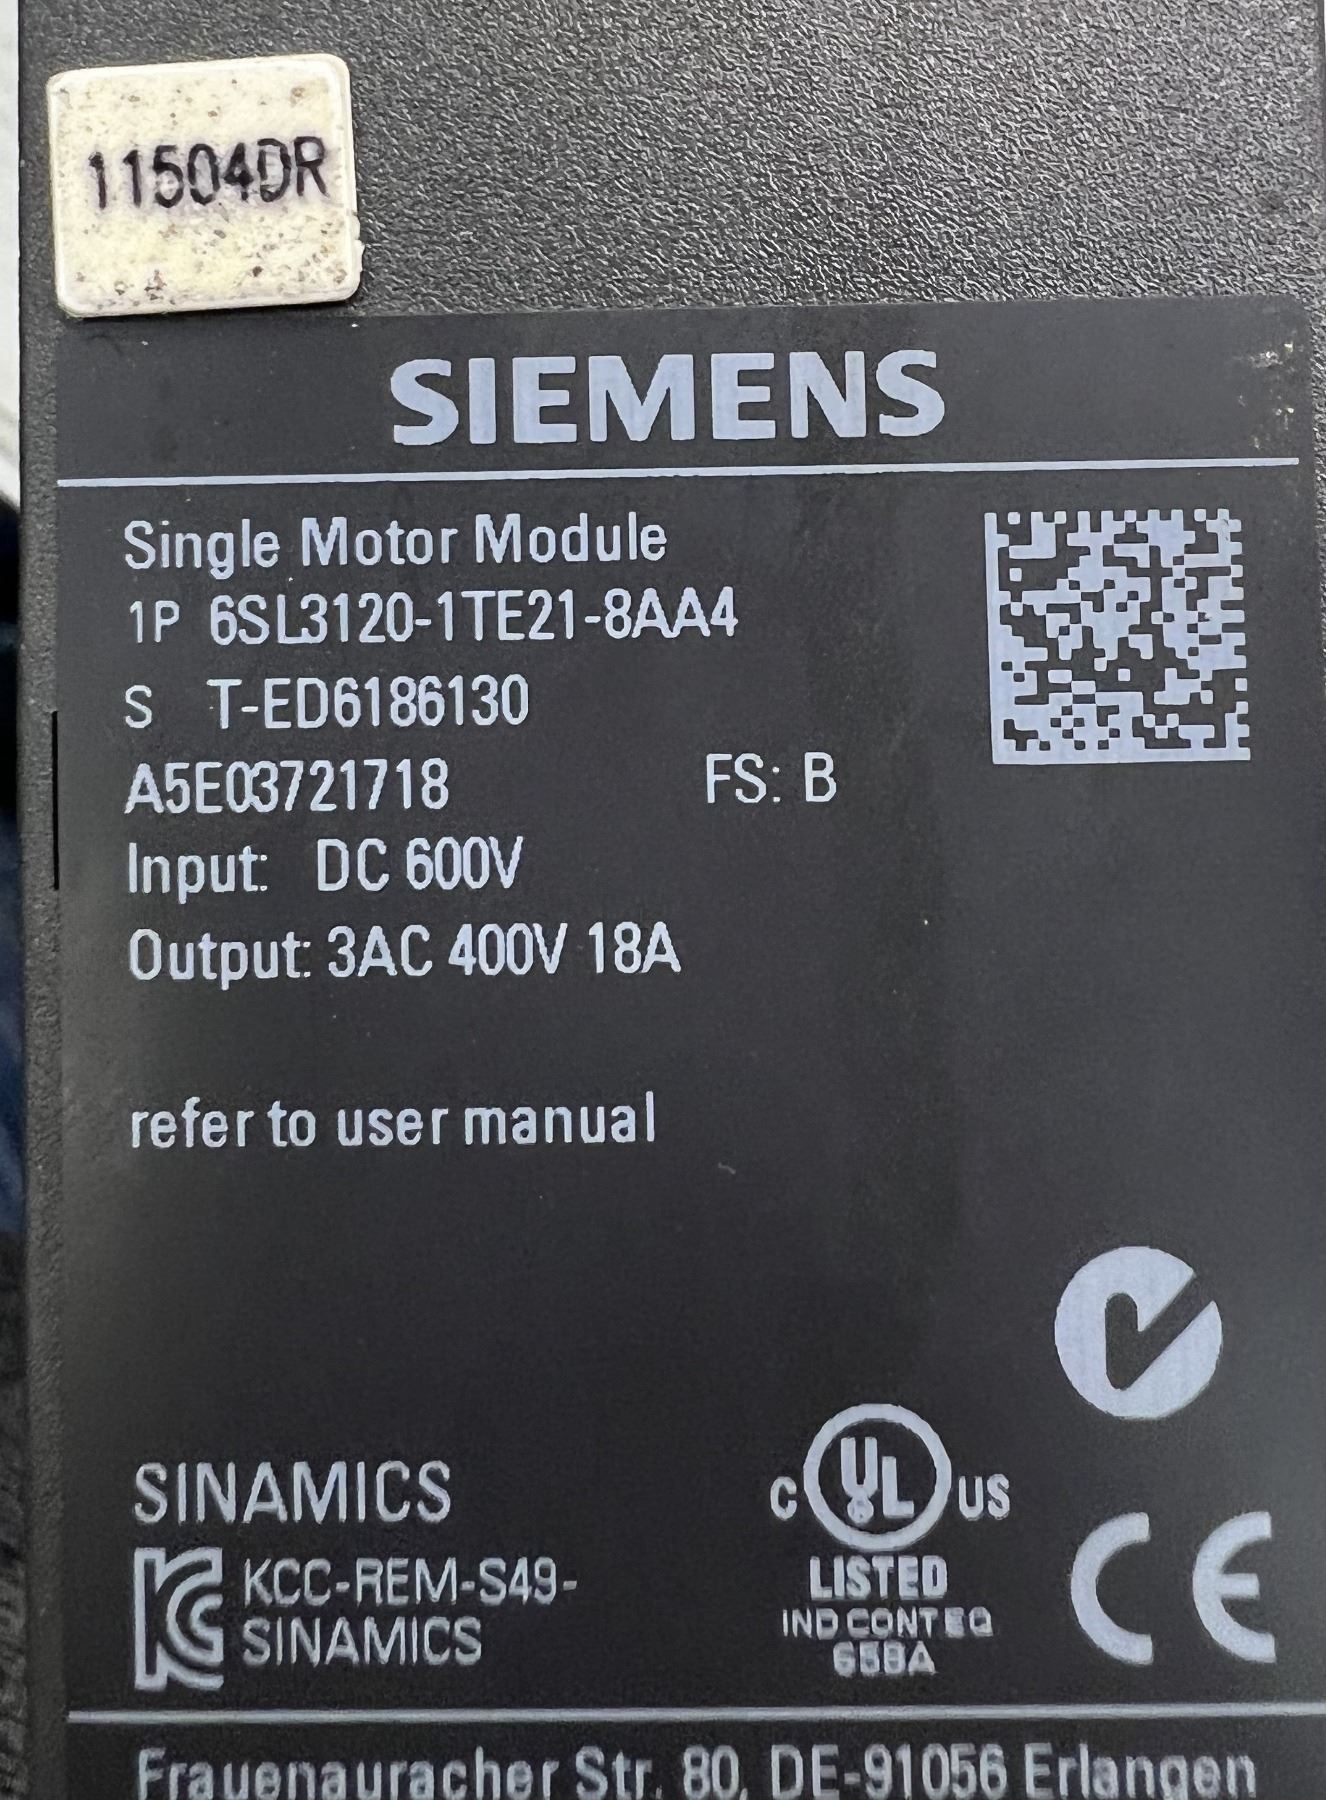 11504DR
SIEMENS
Single Motor Module
1P 6SL3120-1TE21-8AA4
S T-ED6186130
A5E03721718 FS: B
Input: DC 600V
Output: 3AC 400V 18A
refer to user manual
SINAMICS
KCC-REM-S49-
SINAMICS
C UL US
LISTED
IND CONT EQ
CE
Frauenauracher Str. 80, DE-91056 Erlangen